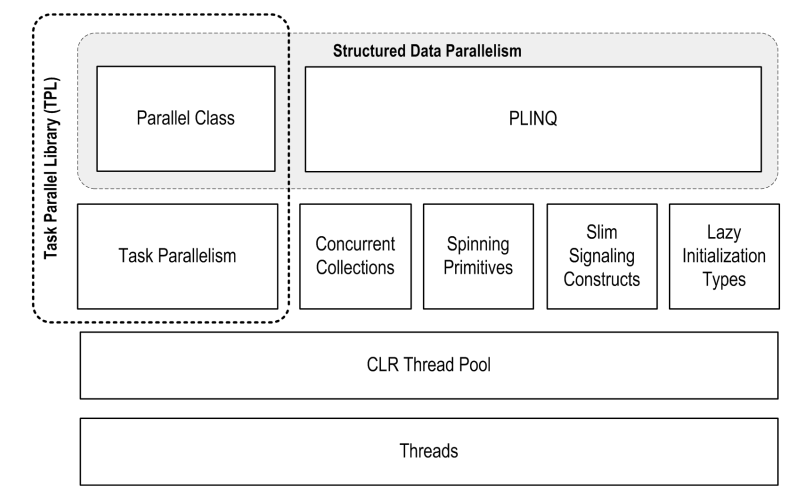 Structured Data Parallelism
Task Parallel Library (TPL)
Parallel Class
PLINQ
Task Parallelism
Concurrent
Collections
Spinning
Primitives
Slim
Signaling
Constructs
Lazy
Initialization
Types
CLR Thread Pool
Threads